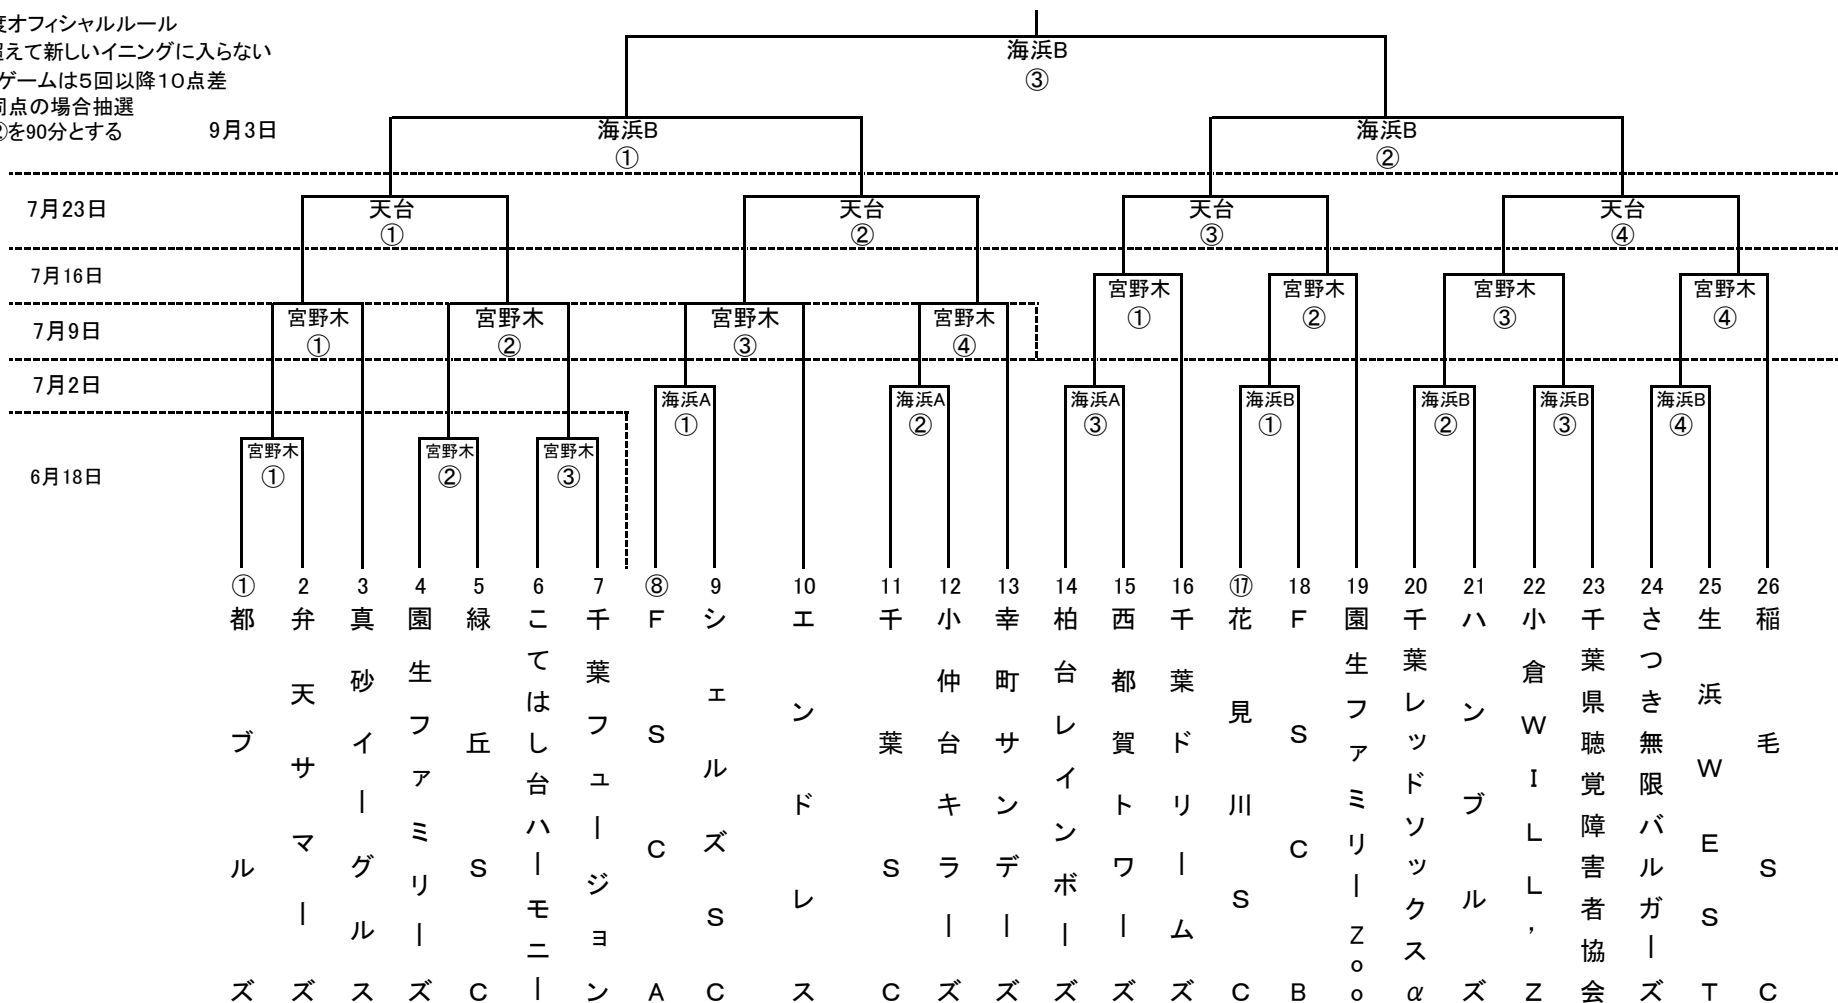 度オフィシャルルール
超えて新しいイニングに入らない
ゲームは5回以降10点差
同点の場合抽選
②を90分とする
9月3日
海浜B
③
海浜B
①
海浜B
②
7月23日
天台
①
天台
②
天台
③
天台
④
7月16日
宮野木
①
宮野木
②
宮野木
③
宮野木
④
7月9日
宮野木
①
宮野木
②
宮野木
③
宮野木
④
7月2日
海浜A
①
海浜A
②
海浜A
③
海浜B
①
海浜B
②
海浜B
③
海浜B
④
6月18日
宮野木
①
宮野木
②
宮野木
③
① 都ブルズ
2 弁天サマーズ
3 真砂イーグルス
4 園生ファミリーズ
5 緑丘SC
6 こてはし台ハーモニー
7 千葉フュージョン
⑧ FSCA
9 シェルズSC
10 エンドレス
11 千葉SC
12 小仲台キラーズ
13 幸町サンデーズ
14 柏台レインボーズ
15 西都賀トワーズ
16 千葉ドリームズ
⑰ 花見川SC
18 FSCB
19 園生ファミリーZoo
20 千葉レッドソックスα
21 ハンブルズ
22 小倉WILL,Z
23 千葉県聴覚障害者協会
24 さつき無限バルガーズ
25 生浜WEST
26 稲毛SC